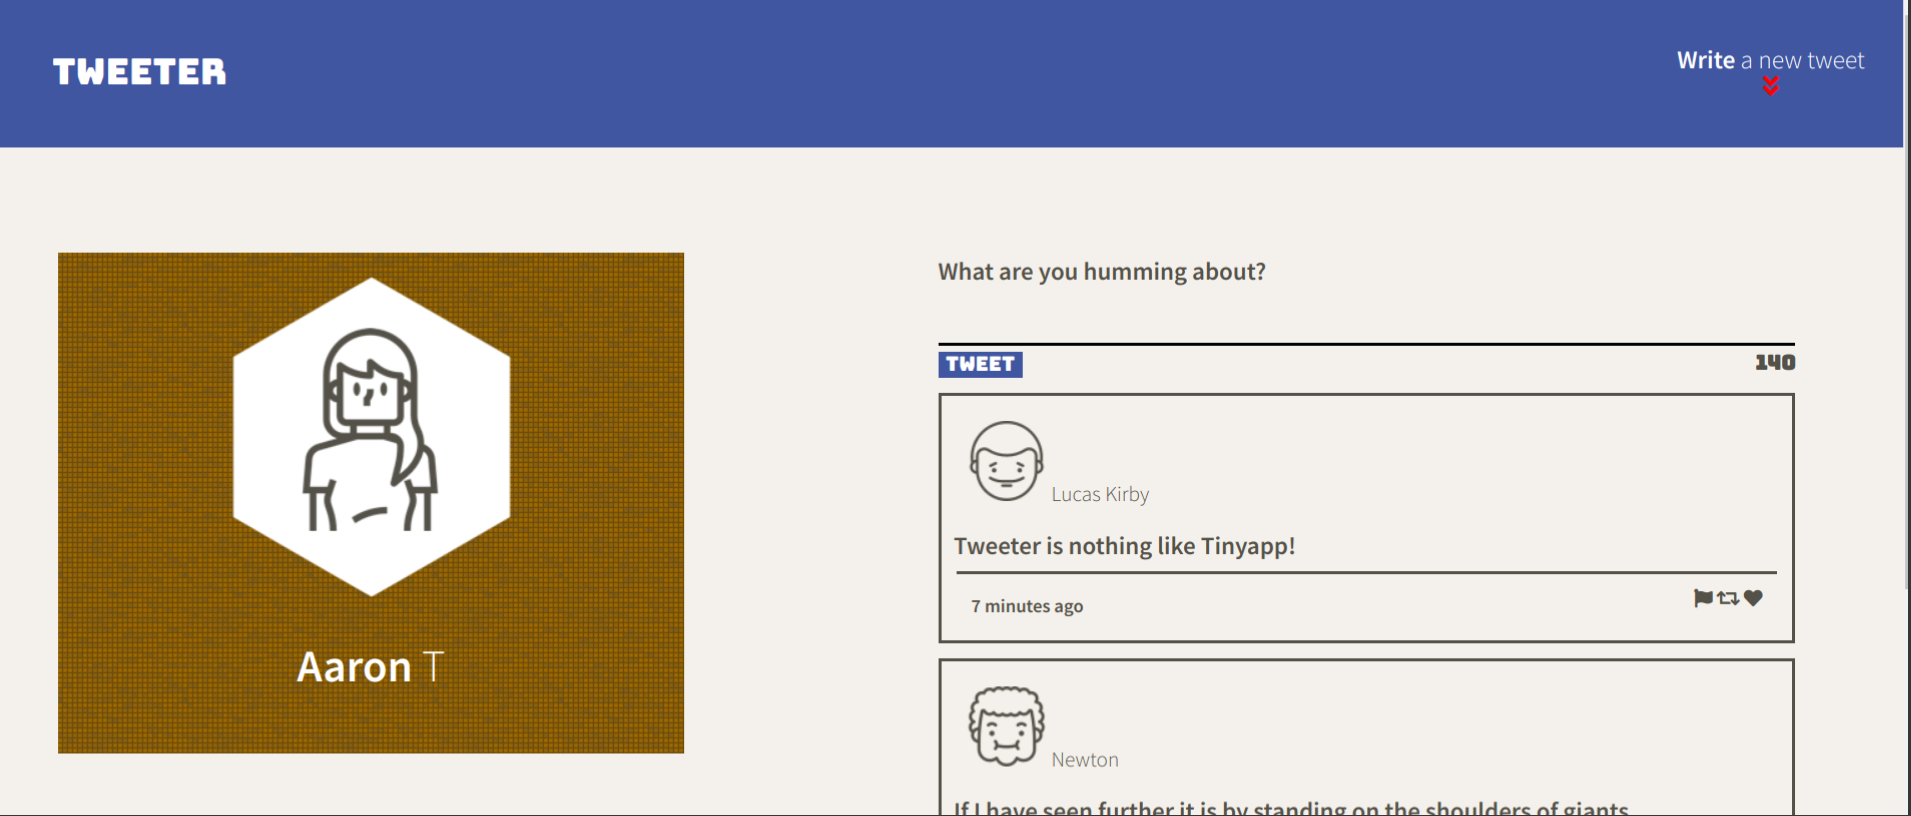 TWEETER
Write a new tweet
Aaron T
What are you humming about?
TWEET
140
Lucas Kirby
Tweeter is nothing like Tinyapp!
7 minutes ago
Newton
If I have seen further it is by standing on the shoulders of giants